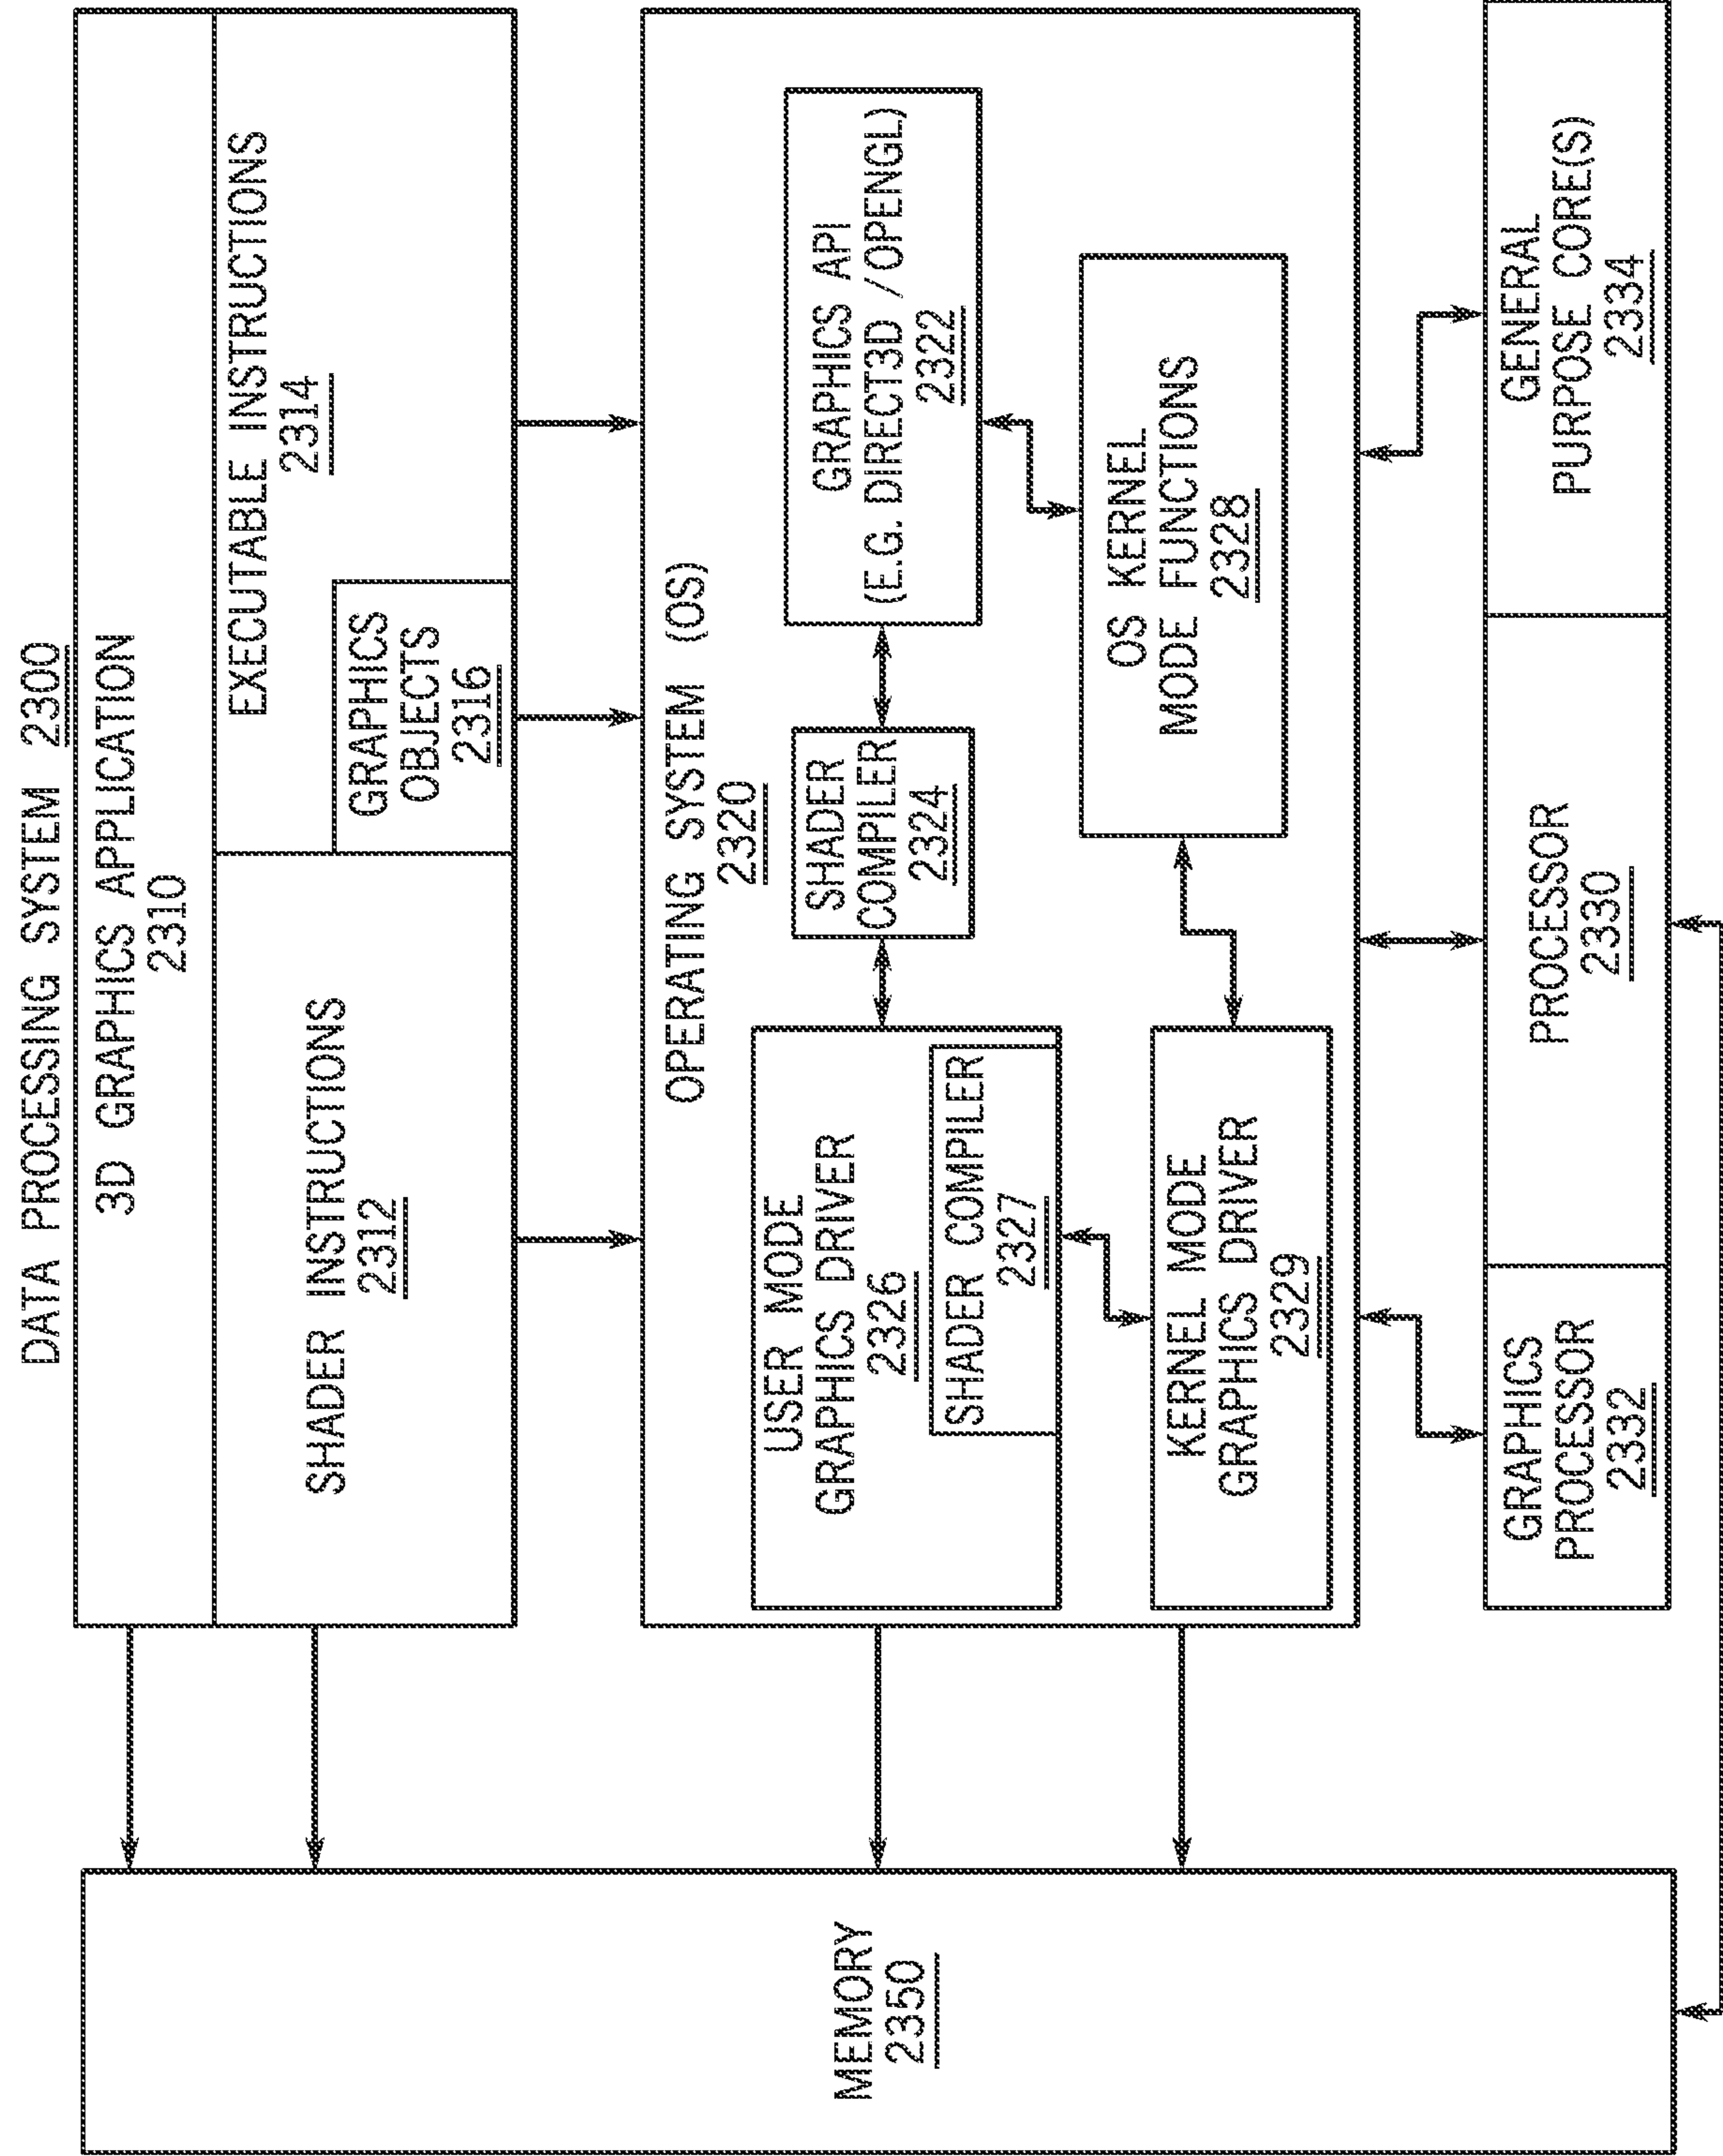 DATA PROCESSING SYSTEM 2300
3D GRAPHICS APPLICATION
2310
SHADER INSTRUCTIONS
2312
EXECUTABLE INSTRUCTIONS
2314
GRAPHICS
OBJECTS
2316
OPERATING SYSTEM (OS)
2320
USER MODE
GRAPHICS DRIVER
2326
SHADER COMPILER
2327
SHADER
COMPILER
2324
GRAPHICS API
(E.G. DIRECT3D /OPENGL)
2322
KERNEL MODE
GRAPHICS DRIVER
2329
OS KERNEL
MODE FUNCTIONS
2328
GRAPHICS
PROCESSOR
2332
PROCESSOR
2330
GENERAL
PURPOSE CORE(S)
2334
MEMORY
2350